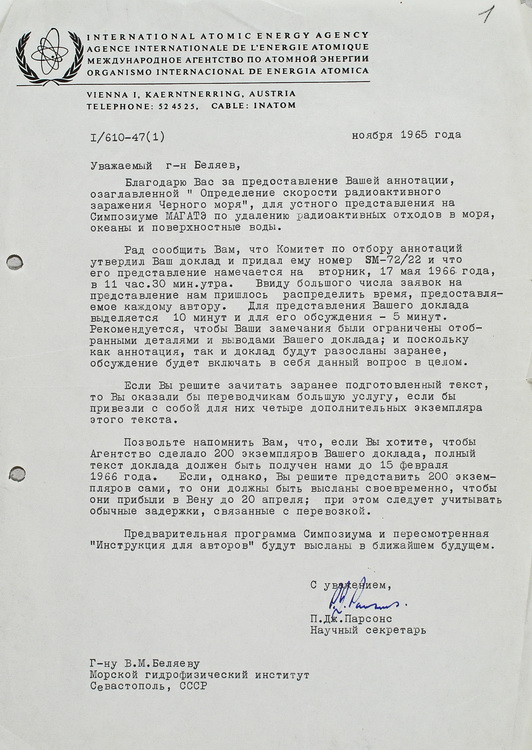 1
INTERNATIONAL ATOMIC ENERGY AGENCY
AGENCE INTERNATIONALE DE L'ENERGIE ATOMIQUE
МЕЖДУНАРОДНОЕ АГЕНТСТВО ПО АТОМНОЙ ЭНЕРГИИ
ORGANISMO INTERNACIONAL DE ENERGIA ATOMICA
VIENNA I, KAERNTNERRING, AUSTRIA
TELEPHONE: 52 45 25, CABLE: INATOM
I/610-47(1) ноября 1965 года
Уважаемый г-н Беляев,
Благодарю Вас за предоставление Вашей аннотации,
озаглавленной " Определение скорости радиоактивного
заражения Черного моря", для устного представления на
Симпозиуме МАГАТЭ по удалению радиоактивных отходов в моря,
океаны и поверхностные воды.
Рад сообщить Вам, что Комитет по отбору аннотаций
утвердил Ваш доклад и придал ему номер SM-72/22 и что
его представление намечается на вторник, 17 мая 1966 года,
в 11 час.30 мин.утра. Ввиду большого числа заявок на
представление нам пришлось распределить время, предоставля-
емое каждому автору. Для представления Вашего доклада
выделяется 10 минут и для его обсуждения - 5 минут.
Рекомендуется, чтобы Ваши замечания были ограничены отоб-
ранными деталями и выводами Вашего доклада; и поскольку
как аннотация, так и доклад будут разосланы заранее,
обсуждение будет включать в себя данный вопрос в целом.
Если Вы решите зачитать заранее подготовленный текст,
то Вы оказали бы переводчикам большую услугу, если бы
привезли с собой для них четыре дополнительных экземпляра
этого текста.
Позвольте напомнить Вам, что, если Вы хотите, чтобы
Агентство сделало 200 экземпляров Вашего доклада, полный
текст доклада должен быть получен нами до 15 февраля
1966 года. Если, однако, Вы решите представить 200 экзем-
пляров сами, то они должны быть высланы своевременно, чтобы
они прибыли в Вену до 20 апреля; при этом следует учитывать
обычные задержки, связанные с перевозкой.
Предварительная программа Симпозиума и пересмотренная
"Инструкция для авторов" будут высланы в ближайшем будущем.
С уважением,
П.Дж.Парсонс
Научный секретарь
Г-ну В.М.Беляеву
Морской гидрофизический институт
Севастополь, СССР